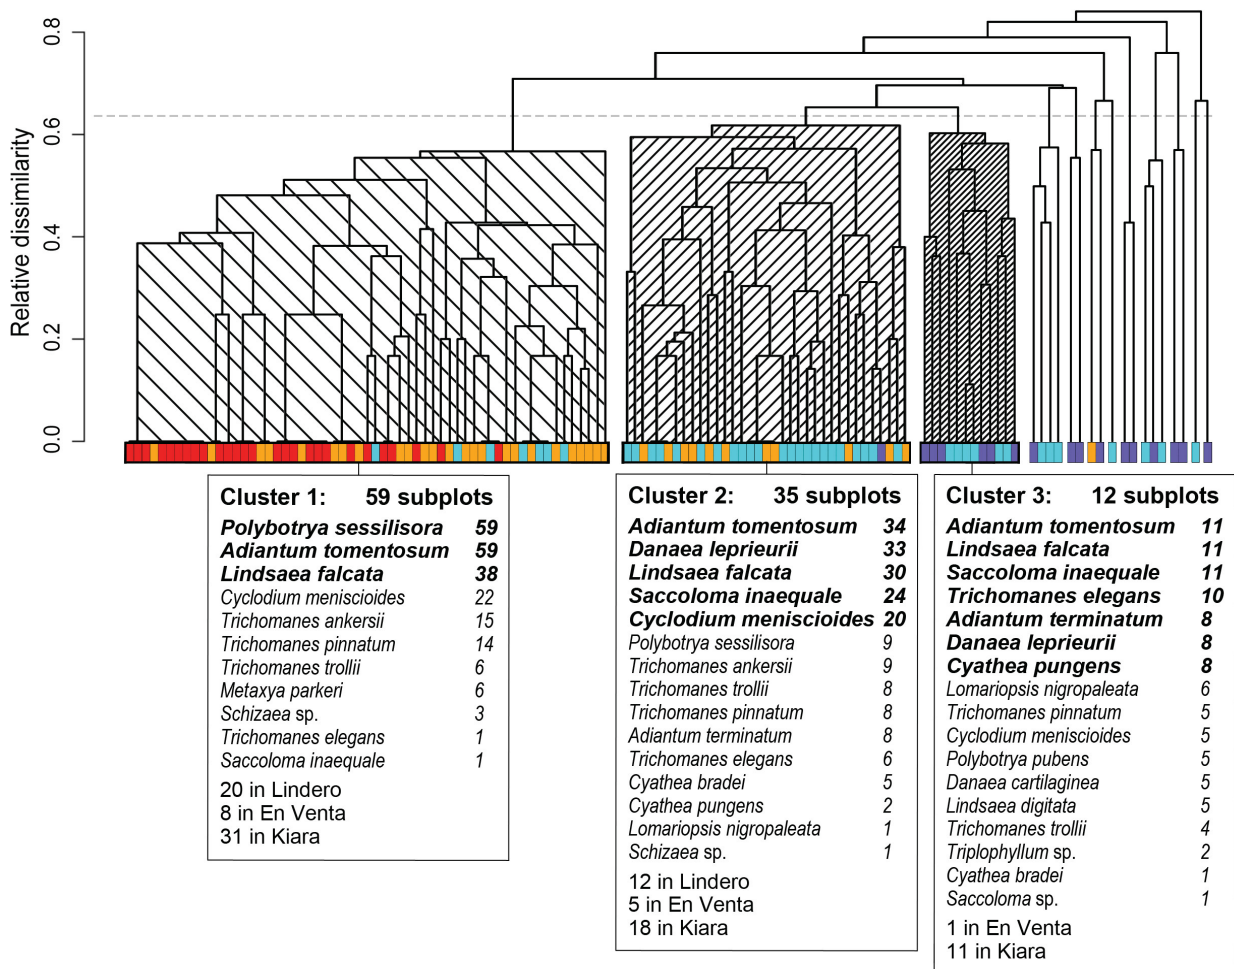 0.8
0.6
0.4
0.2
0.0
Relative dissimilarity
Cluster 1: 59 subplots
Polybotrya sessilisora 59
Adiantum tomentosum 59
Lindsaea falcata 38
Cyclodium meniscioides 22
Trichomanes ankersii 15
Trichomanes pinnatum 14
Trichomanes trollii 6
Metaxya parkeri 6
Schizaea sp. 3
Trichomanes elegans 1
Saccoloma inaequale 1
20 in Lindero
8 in En Venta
31 in Kiara
Cluster 2: 35 subplots
Adiantum tomentosum 34
Danaea leprieurii 33
Lindsaea falcata 30
Saccoloma inaequale 24
Cyclodium meniscioides 20
Polybotrya sessilisora 9
Trichomanes ankersii 9
Trichomanes trollii 8
Trichomanes pinnatum 8
Adiantum terminatum 8
Trichomanes elegans 6
Cyathea bradei 5
Cyathea pungens 2
Lomariopsis nigropaleata 1
Schizaea sp. 1
12 in Lindero
5 in En Venta
18 in Kiara
Cluster 3: 12 subplots
Adiantum tomentosum 11
Lindsaea falcata 11
Saccoloma inaequale 11
Trichomanes elegans 10
Adiantum terminatum 8
Danaea leprieurii 8
Cyathea pungens 8
Lomariopsis nigropaleata 6
Trichomanes pinnatum 5
Cyclodium meniscioides 5
Polybotrya pubens 5
Danaea cartilaginea 5
Lindsaea digitata 5
Trichomanes trollii 4
Triplophyllum sp. 2
Cyathea bradei 1
Saccoloma sp. 1
1 in En Venta
11 in Kiara